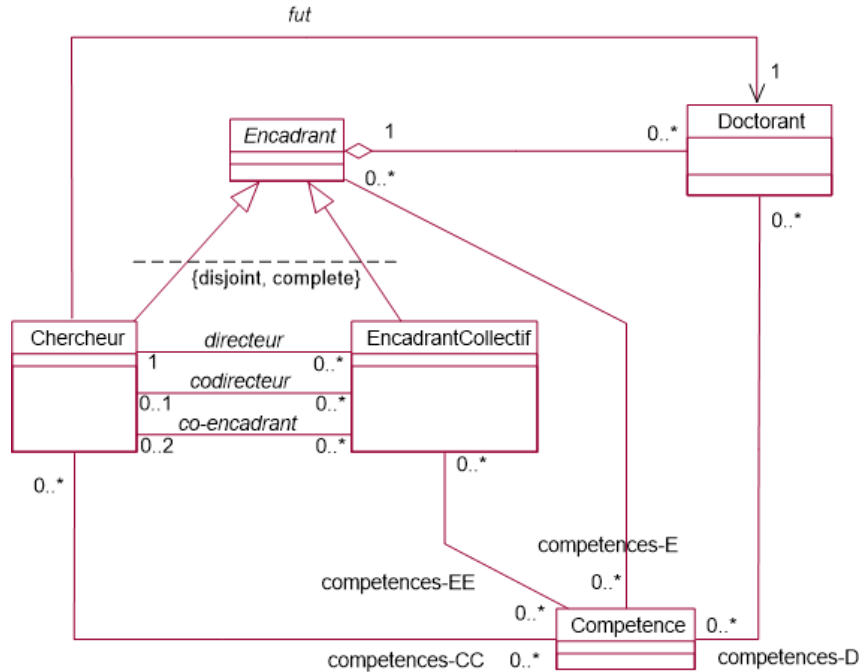 fut
1
Encadrant
1
0..*
Doctorant
0..*
0..*
{disjoint, complete}
Chercheur
directeur
EncadrantCollectif
1
0..*
codirecteur
0..1
0..*
co-encadrant
0..2
0..*
0..*
0..*
competences-E
competences-EE
0..*
0..*
Competence
0..*
competences-CC
0..*
competences-D